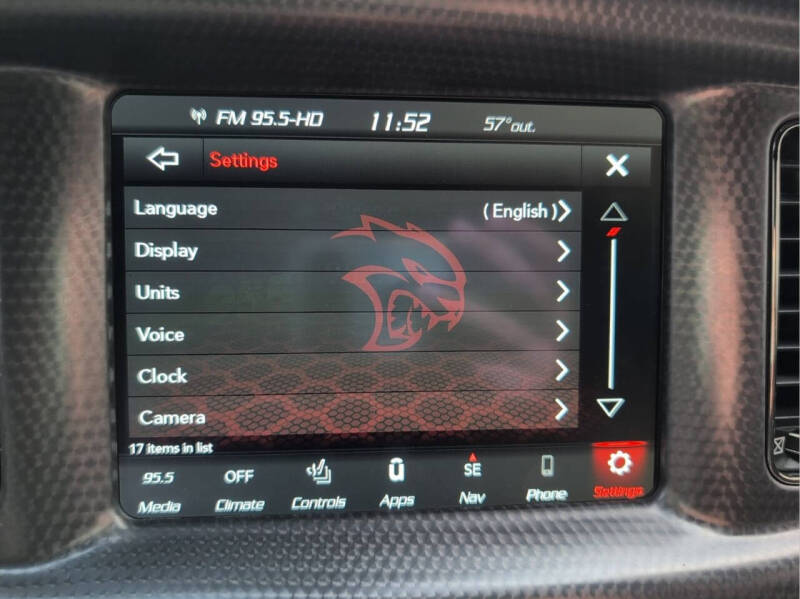 FM 95.5-HD 11:52 57°out.
Settings
Language (English)
Display
Units
Voice
Clock
Camera
17 items in list
95.5 OFF SE
Media Climate Controls Apps Nav Phone Settings